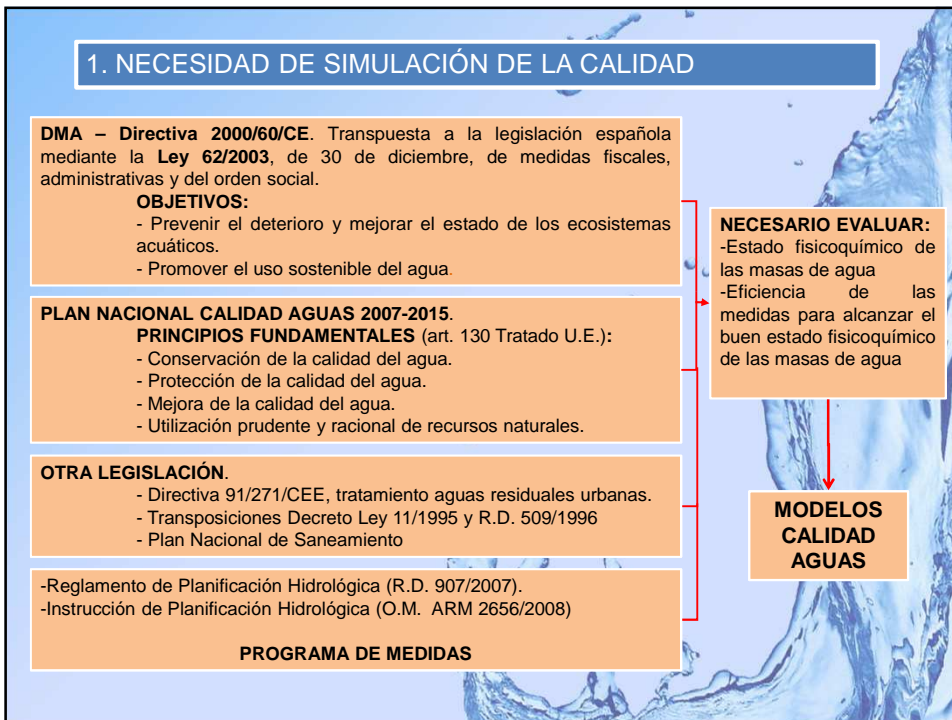 1. NECESIDAD DE SIMULACIÓN DE LA CALIDAD
DMA – Directiva 2000/60/CE. Transpuesta a la legislación española
mediante la Ley 62/2003, de 30 de diciembre, de medidas fiscales,
administrativas y del orden social.
OBJETIVOS:
- Prevenir el deterioro y mejorar el estado de los ecosistemas
acuáticos.
- Promover el uso sostenible del agua.
PLAN NACIONAL CALIDAD AGUAS 2007-2015.
PRINCIPIOS FUNDAMENTALES (art. 130 Tratado U.E.):
- Conservación de la calidad del agua.
- Protección de la calidad del agua.
- Mejora de la calidad del agua.
- Utilización prudente y racional de recursos naturales.
OTRA LEGISLACIÓN.
- Directiva 91/271/CEE, tratamiento aguas residuales urbanas.
- Transposiciones Decreto Ley 11/1995 y R.D. 509/1996
- Plan Nacional de Saneamiento
-Reglamento de Planificación Hidrológica (R.D. 907/2007).
-Instrucción de Planificación Hidrológica (O.M. ARM 2656/2008)
PROGRAMA DE MEDIDAS
NECESARIO EVALUAR:
-Estado fisicoquímico de
las masas de agua
-Eficiencia de las
medidas para alcanzar el
buen estado fisicoquímico
de las masas de agua
MODELOS
CALIDAD
AGUAS